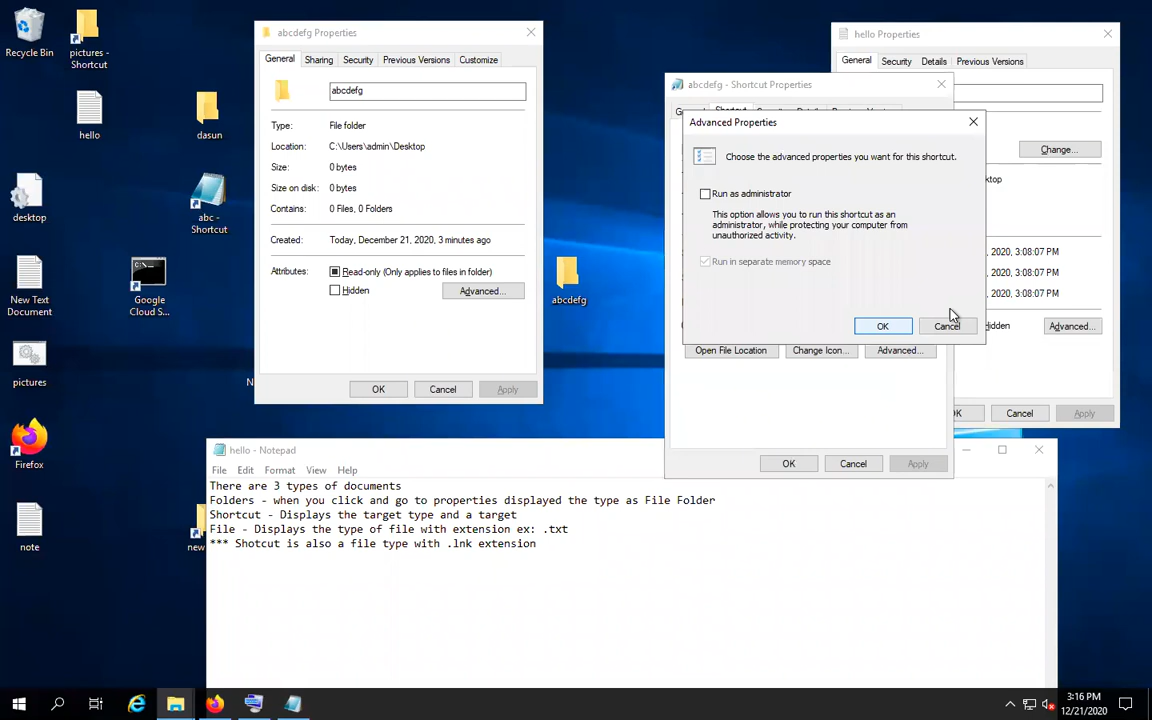 Recycle Bin
pictures -
Shortcut
hello
dasun
desktop
abc -
Shortcut
New Text
Document
Google
Cloud S...
pictures
Firefox
note
new
abcdefg
abcdefg Properties
General
Sharing
Security
Previous Versions
Customize
abcdefg
Type:
File folder
Location:
C:\Users\admin\Desktop
Size:
0 bytes
Size on disk:
0 bytes
Contains:
0 Files, 0 Folders
Created:
Today, December 21, 2020, 3 minutes ago
Attributes:
Read-only (Only applies to files in folder)
Hidden
Advanced...
OK
Cancel
Apply
hello Properties
General
Security
Details
Previous Versions
Change...
ktop
, 2020, 3:08:07 PM
, 2020, 3:08:07 PM
, 2020, 3:08:07 PM
Hidden
Advanced...
OK
Cancel
Apply
abcdefg - Shortcut Properties
Open File Location
Change Icon...
Advanced...
OK
Cancel
Apply
Advanced Properties
Choose the advanced properties you want for this shortcut.
Run as administrator
This option allows you to run this shortcut as an
administrator, while protecting your computer from
unauthorized activity.
Run in separate memory space
OK
Cancel
hello - Notepad
File
Edit
Format
View
Help
There are 3 types of documents
Folders - when you click and go to properties displayed the type as File Folder
Shortcut - Displays the target type and a target
File - Displays the type of file with extension ex: .txt
*** Shotcut is also a file type with .lnk extension
3:16 PM
12/21/2020